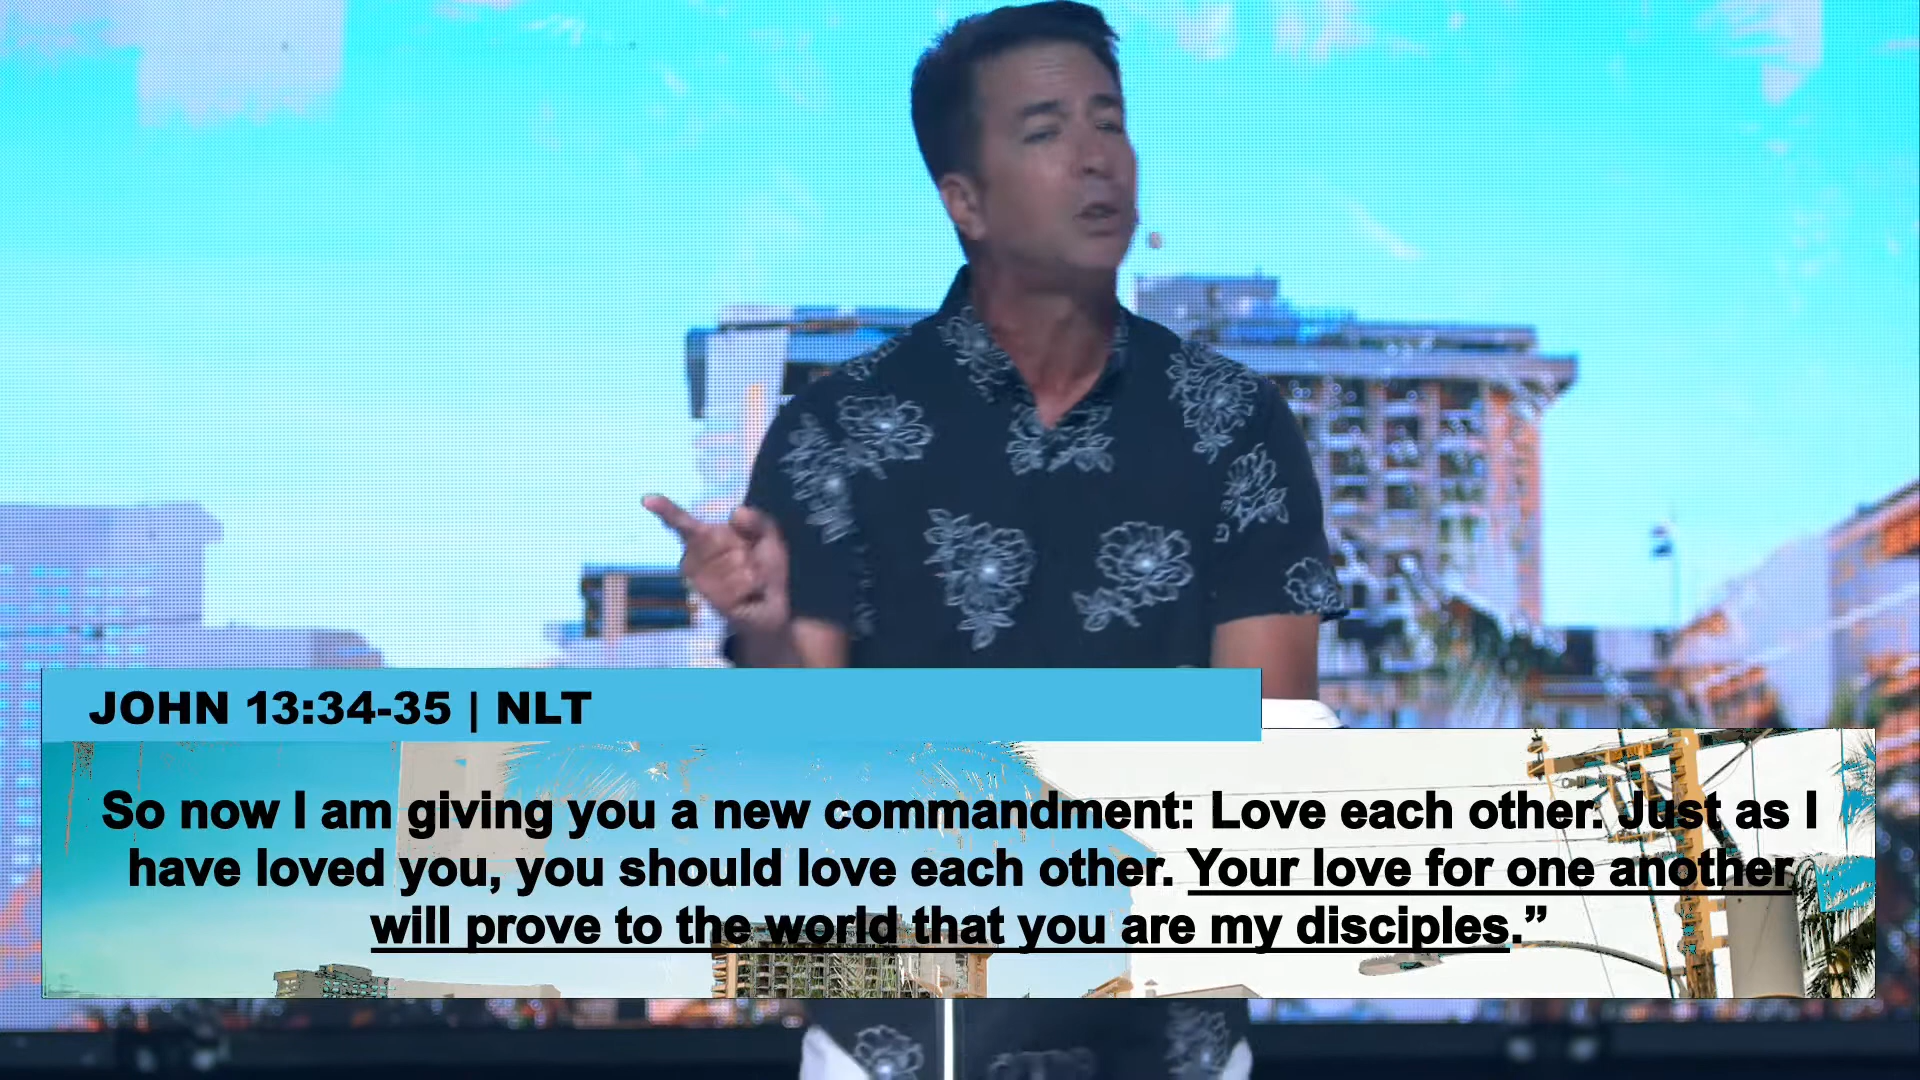 JOHN 13:34-35 | NLT
So now I am giving you a new commandment: Love each other. Just as I
have loved you, you should love each other. Your love for one another
will prove to the world that you are my disciples.”